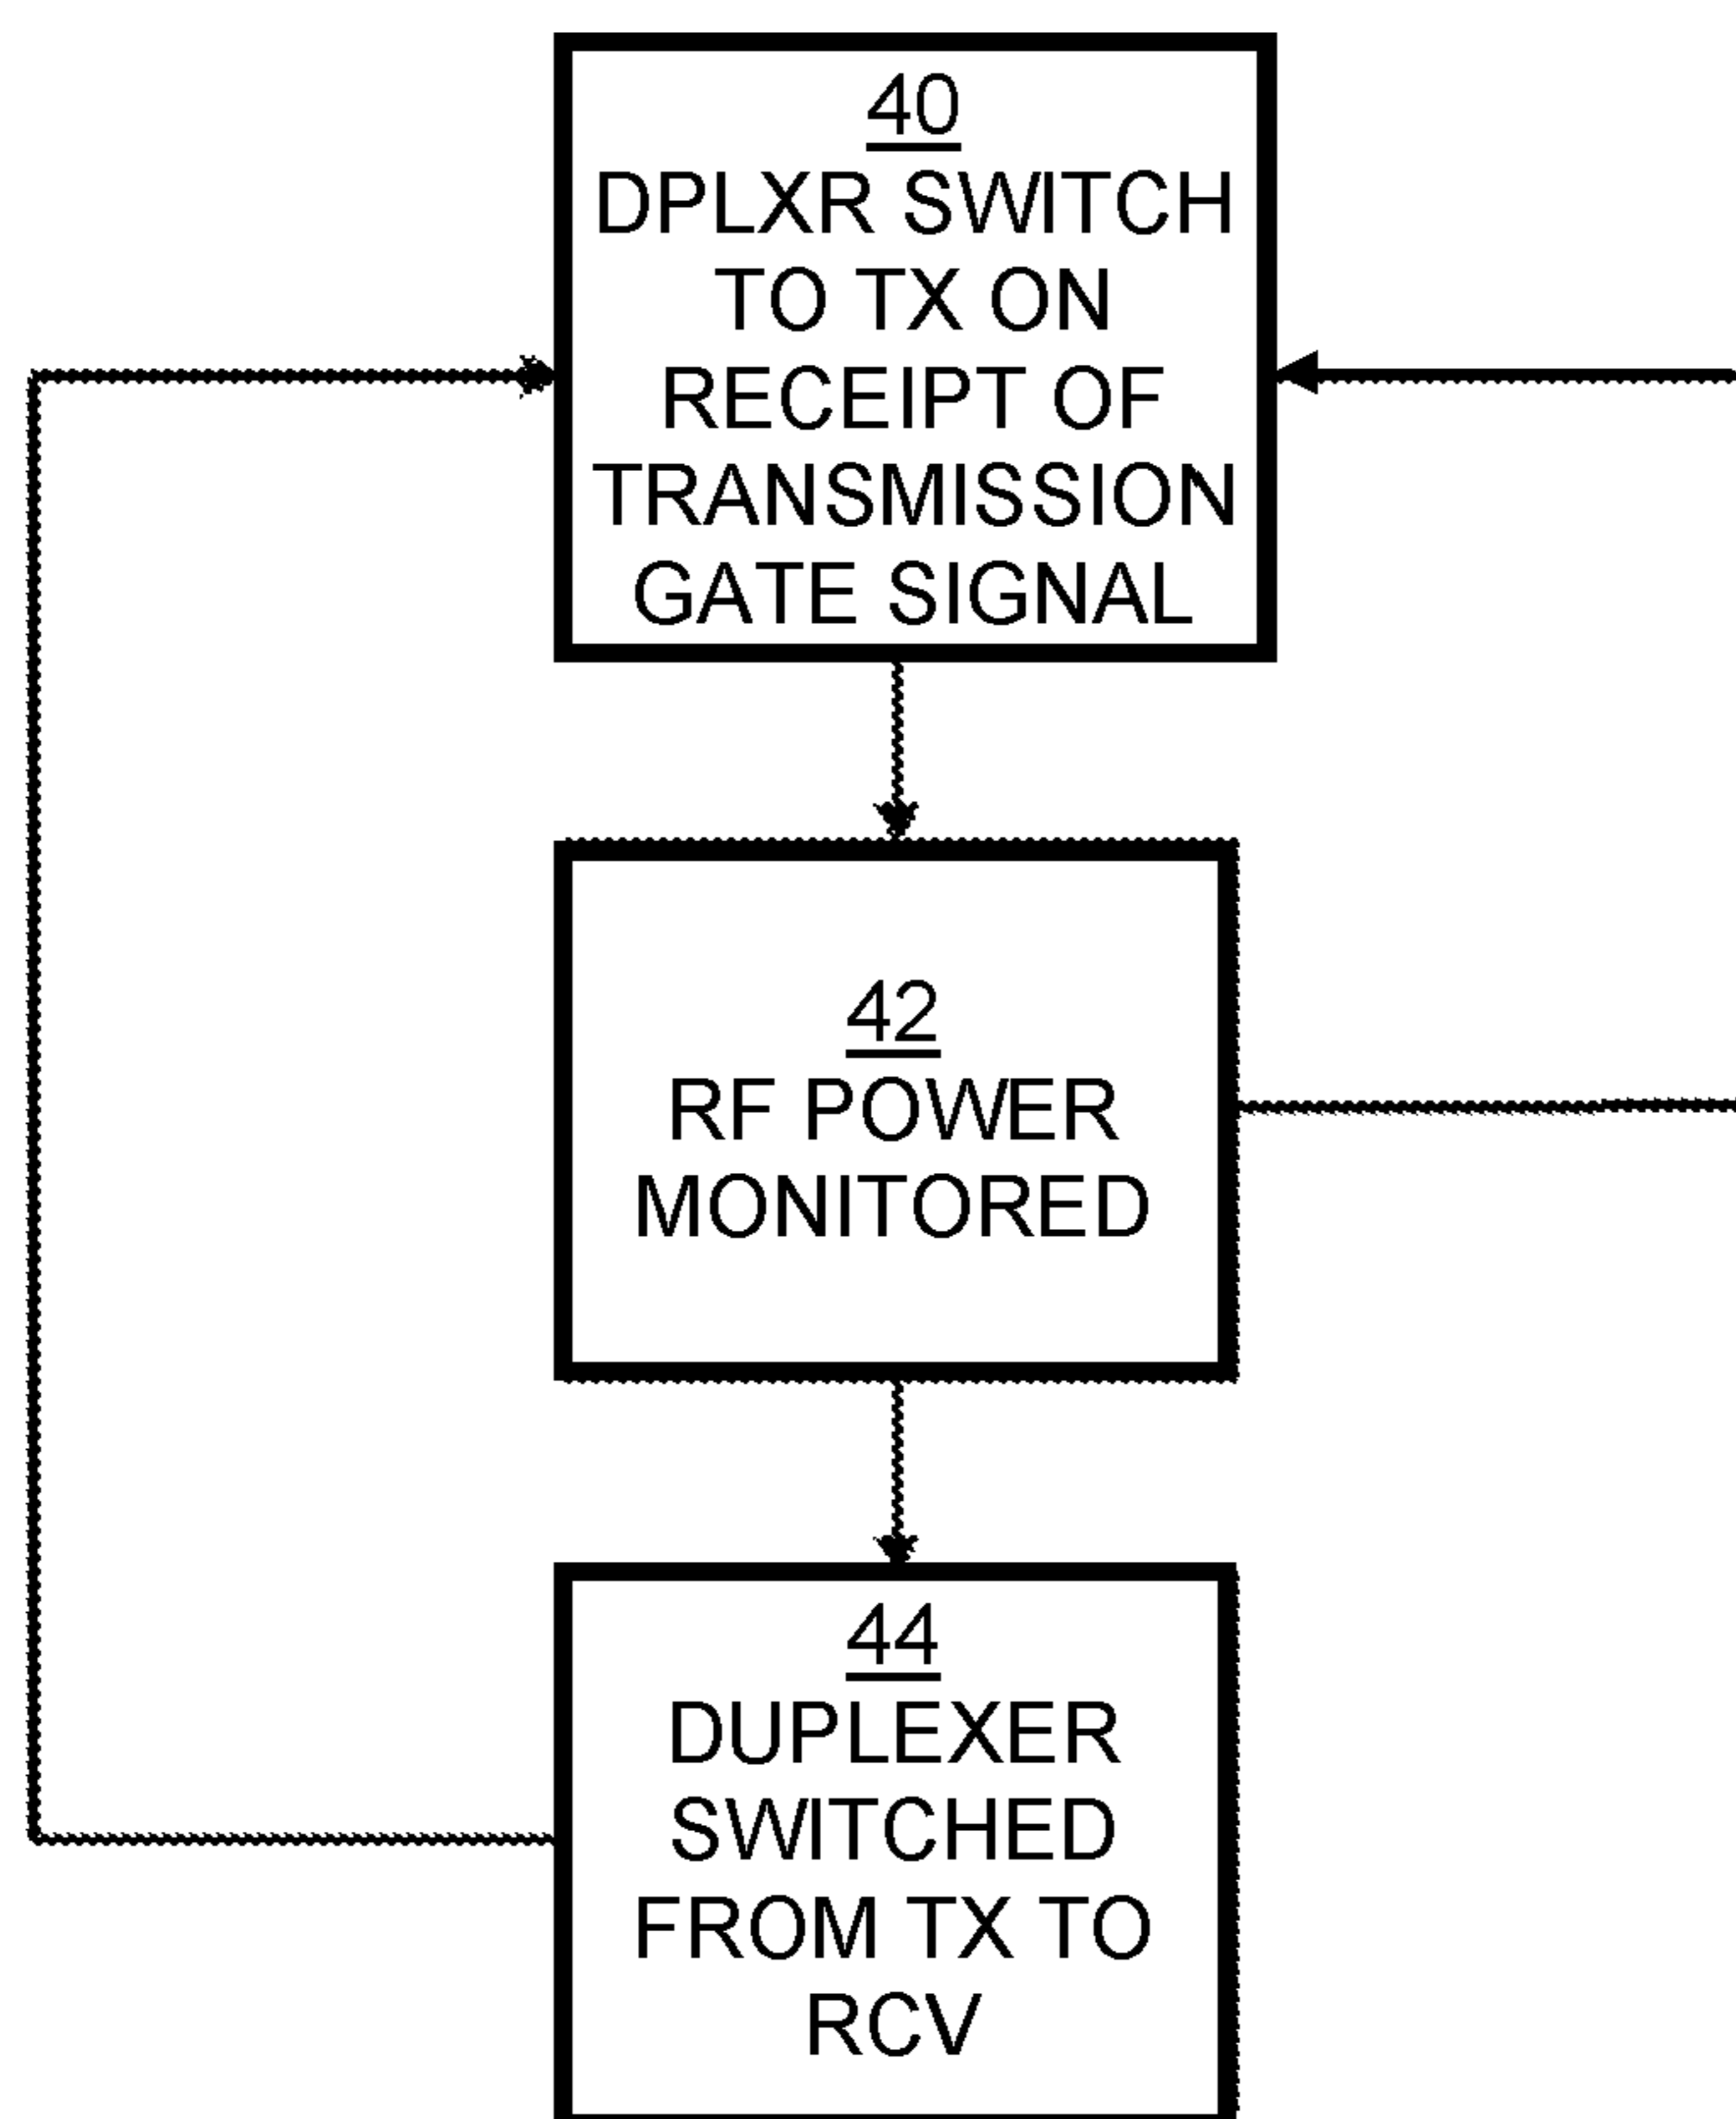 40
DPLXR SWITCH
TO TX ON
RECEIPT OF
TRANSMISSION
GATE SIGNAL
42
RF POWER
MONITORED
44
DUPLEXER
SWITCHED
FROM TX TO
RCV